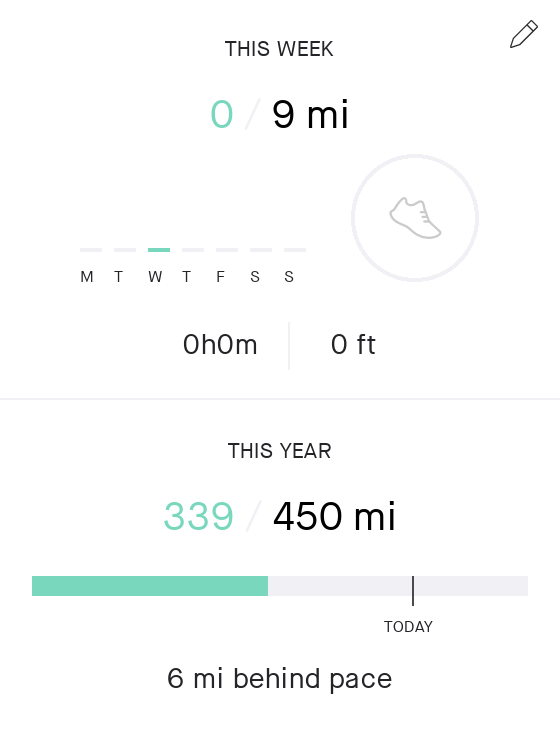 THIS WEEK
0 / 9 mi
M T W T F S S
0h0m 0 ft
THIS YEAR
339 / 450 mi
TODAY
6 mi behind pace